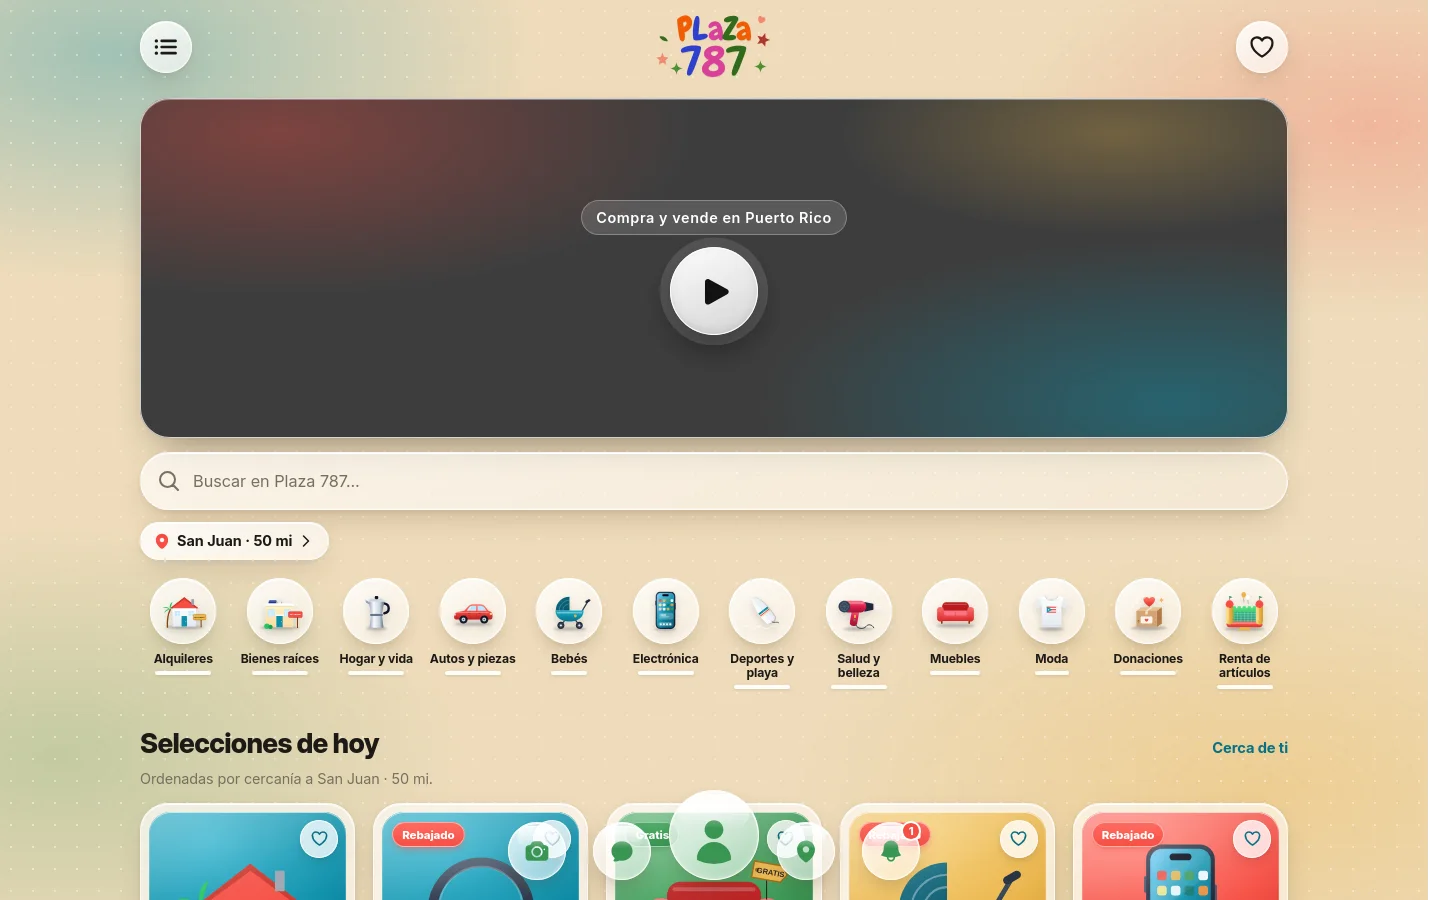 PLaza
787
Compra y vende en Puerto Rico
Buscar en Plaza 787...
San Juan · 50 mi
Alquileres
Bienes raíces
Hogar y vida
Autos y piezas
Bebés
Electrónica
Deportes y
playa
Salud y
belleza
Muebles
Moda
Donaciones
Renta de
artículos
Selecciones de hoy
Cerca de ti
Ordenadas por cercanía a San Juan · 50 mi.
Rebajado
Gratis
1
Rebajado
GRATIS